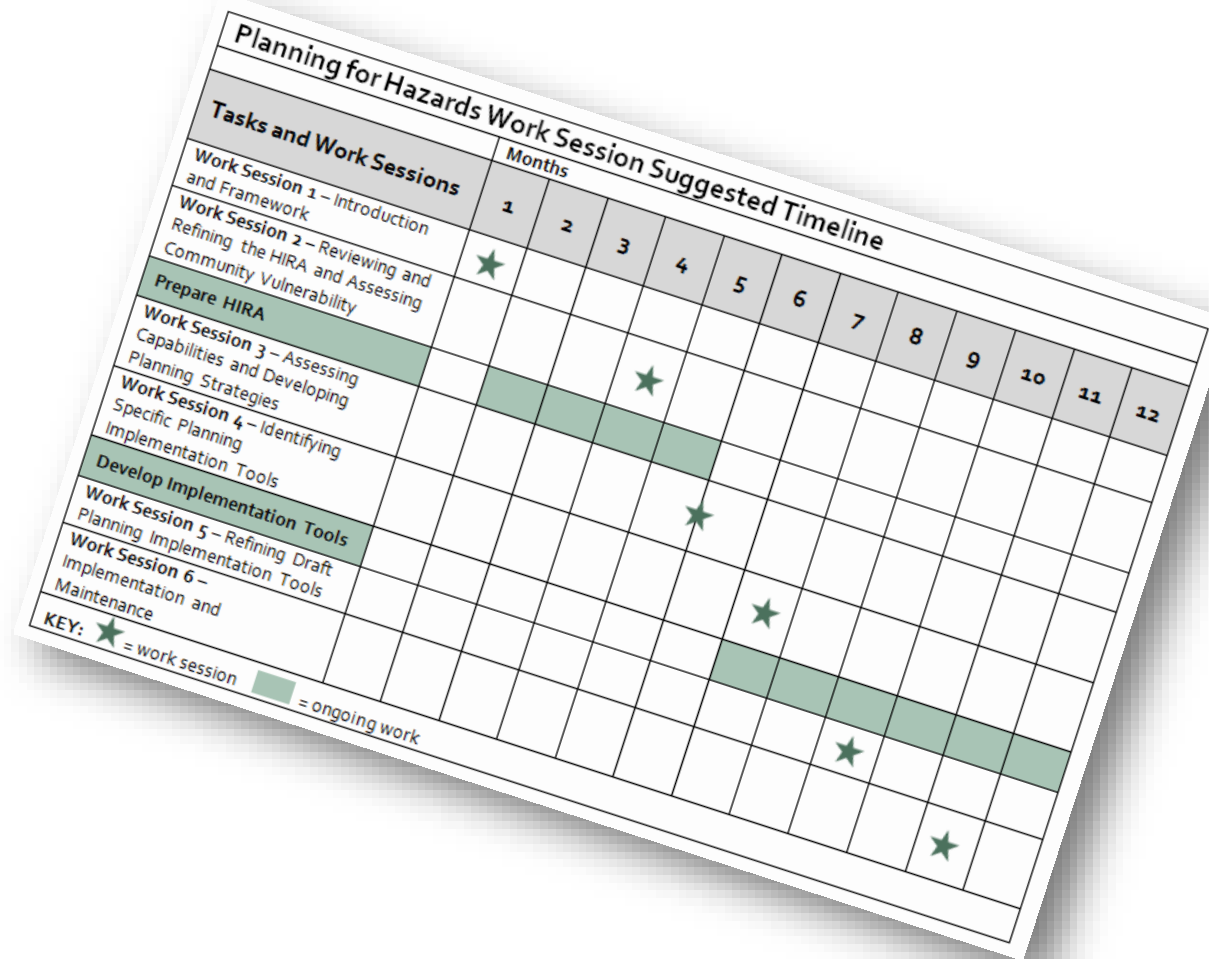 Planning for Hazards Work Session Suggested Timeline
Months
Tasks and Work Sessions
1 2 3 4 5 6 7 8 9 10 11 12
Work Session 1 – Introduction
and Framework
Work Session 2 – Reviewing and
Refining the HIRA and Assessing
Community Vulnerability
Prepare HIRA
Work Session 3 – Assessing
Capabilities and Developing
Planning Strategies
Work Session 4 – Identifying
Specific Planning
Implementation Tools
Develop Implementation Tools
Work Session 5 – Refining Draft
Planning Implementation Tools
Work Session 6 –
Implementation and
Maintenance
KEY: ★ = work session = ongoing work